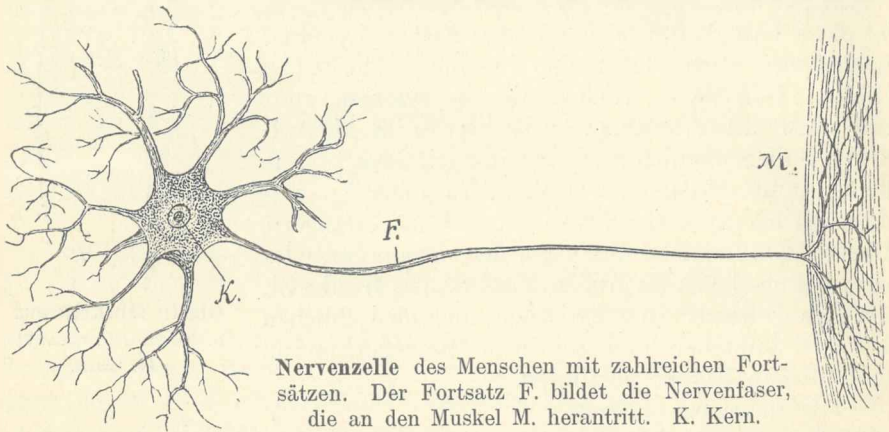 M.
F.
K.
Nervenzelle des Menschen mit zahlreichen Fort-
sätzen. Der Fortsatz F. bildet die Nervenfaser,
die an den Muskel M. herantritt. K. Kern.